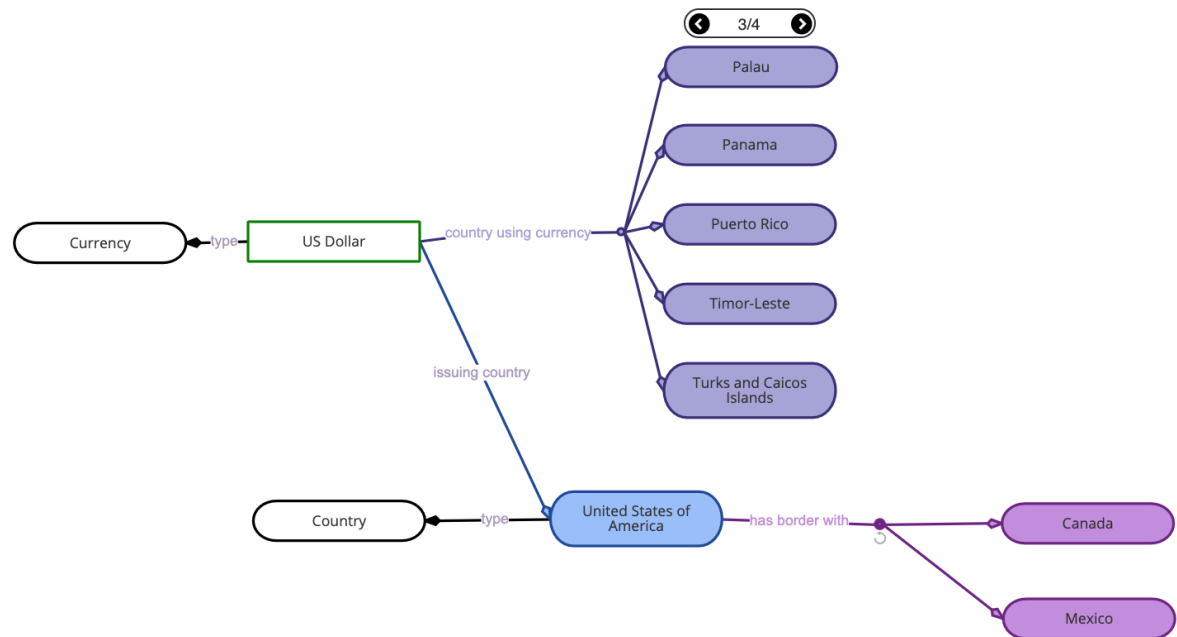 3/4
Palau
Panama
Currency
type
US Dollar
country using currency
Puerto Rico
Timor-Leste
issuing country
Turks and Caicos
Islands
Country
type
United States of
America
has border with
Canada
Mexico